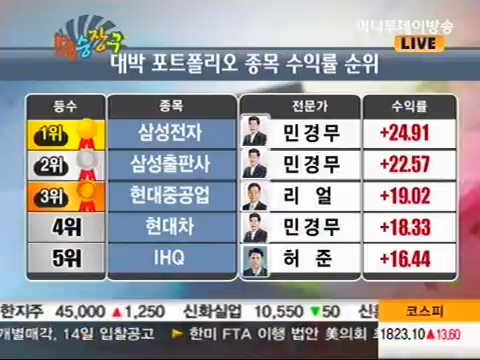 머니투데이방송
승장구
LIVE
대박 포트폴리오 종목 수익률 순위
등수 종목 전문가 수익률
1위 삼성전자 민경무 +24.91
2위 삼성출판사 민경무 +22.57
3위 현대중공업 리 얼 +19.02
4위 현대차 민경무 +18.33
5위 IHQ 허 준 +16.44
한지주 45,000 ▲1,250 신화실업 10,550 ▼50 코스피
개별매각, 14일 입찰공고 ▶ 한미 FTA 이행 법안 美의회 1823.10 ▲13.60